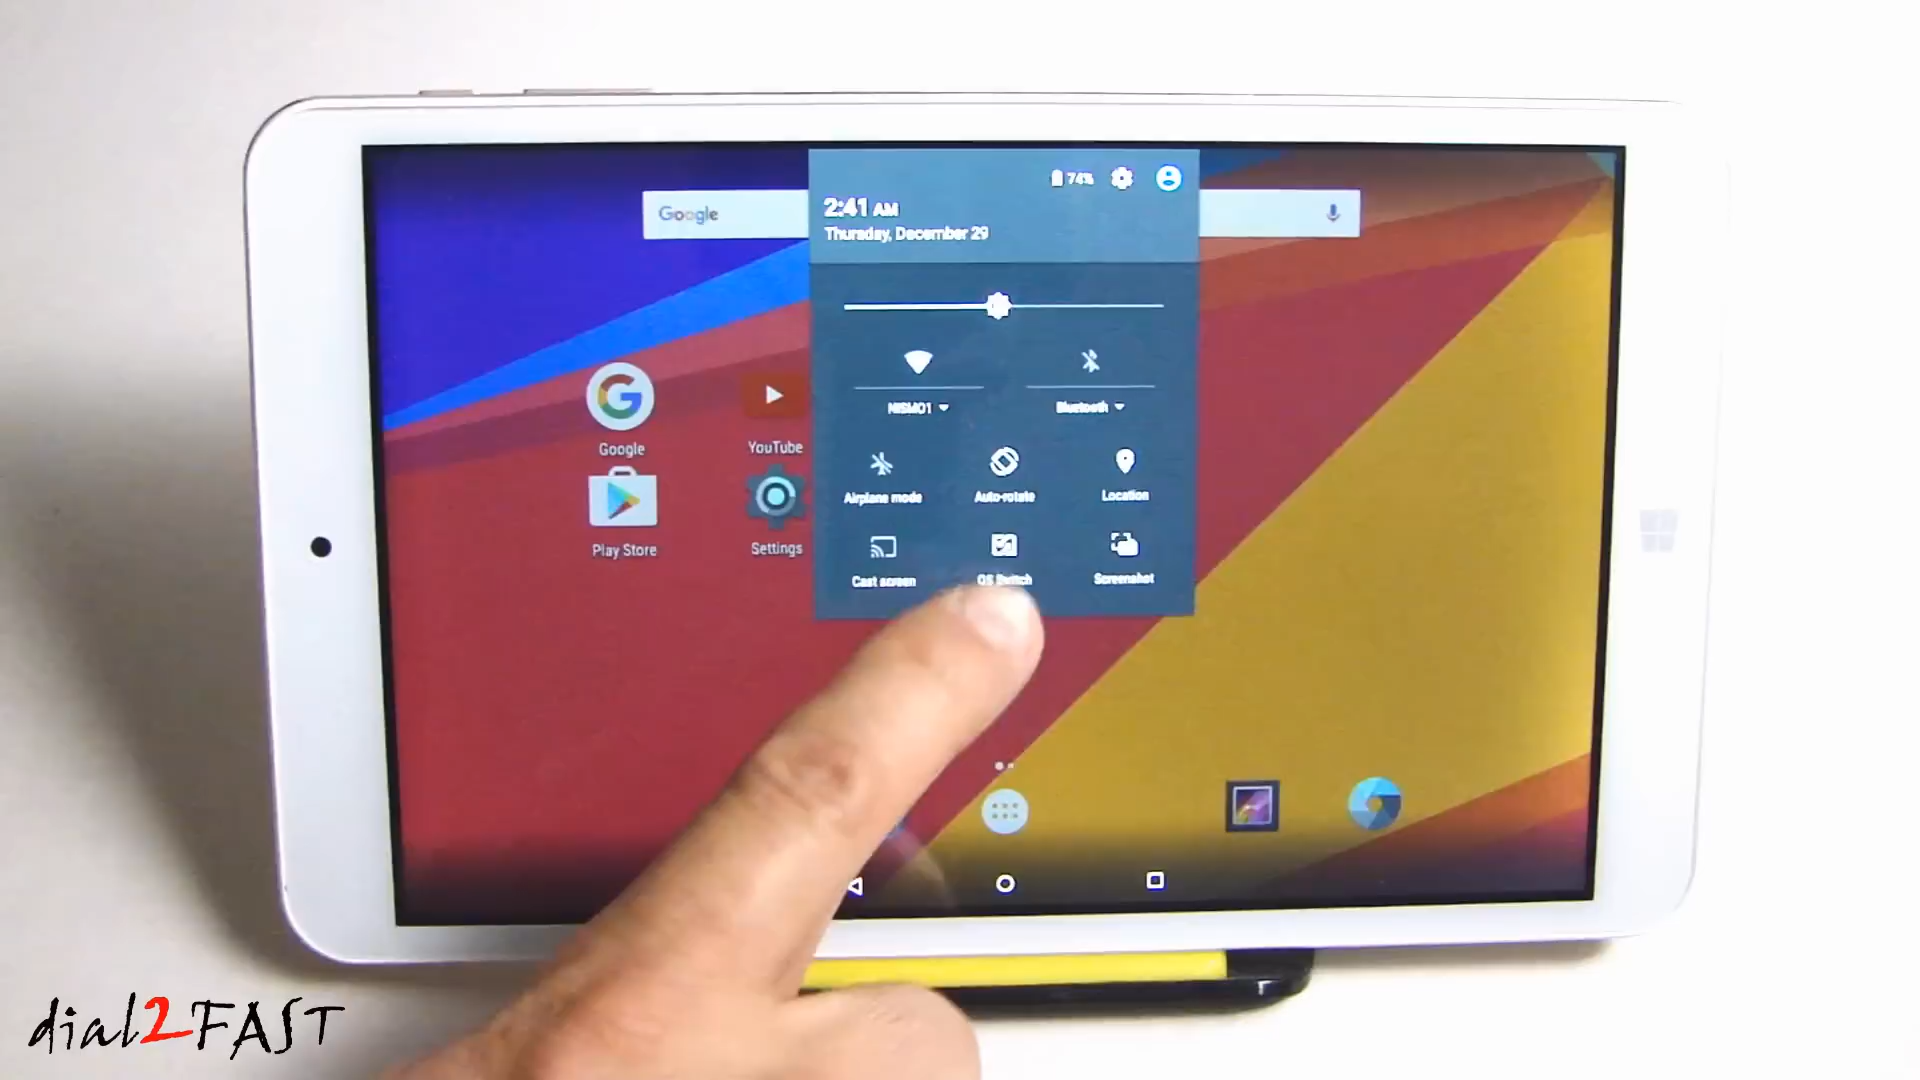 74%
2:41 AM
Thursday, December 29
Google
NISMO1
Bluetooth
Google
YouTube
Airplane mode
Auto-rotate
Location
Play Store
Settings
Cast screen
OS Switch
Screenshot
dial2FAST